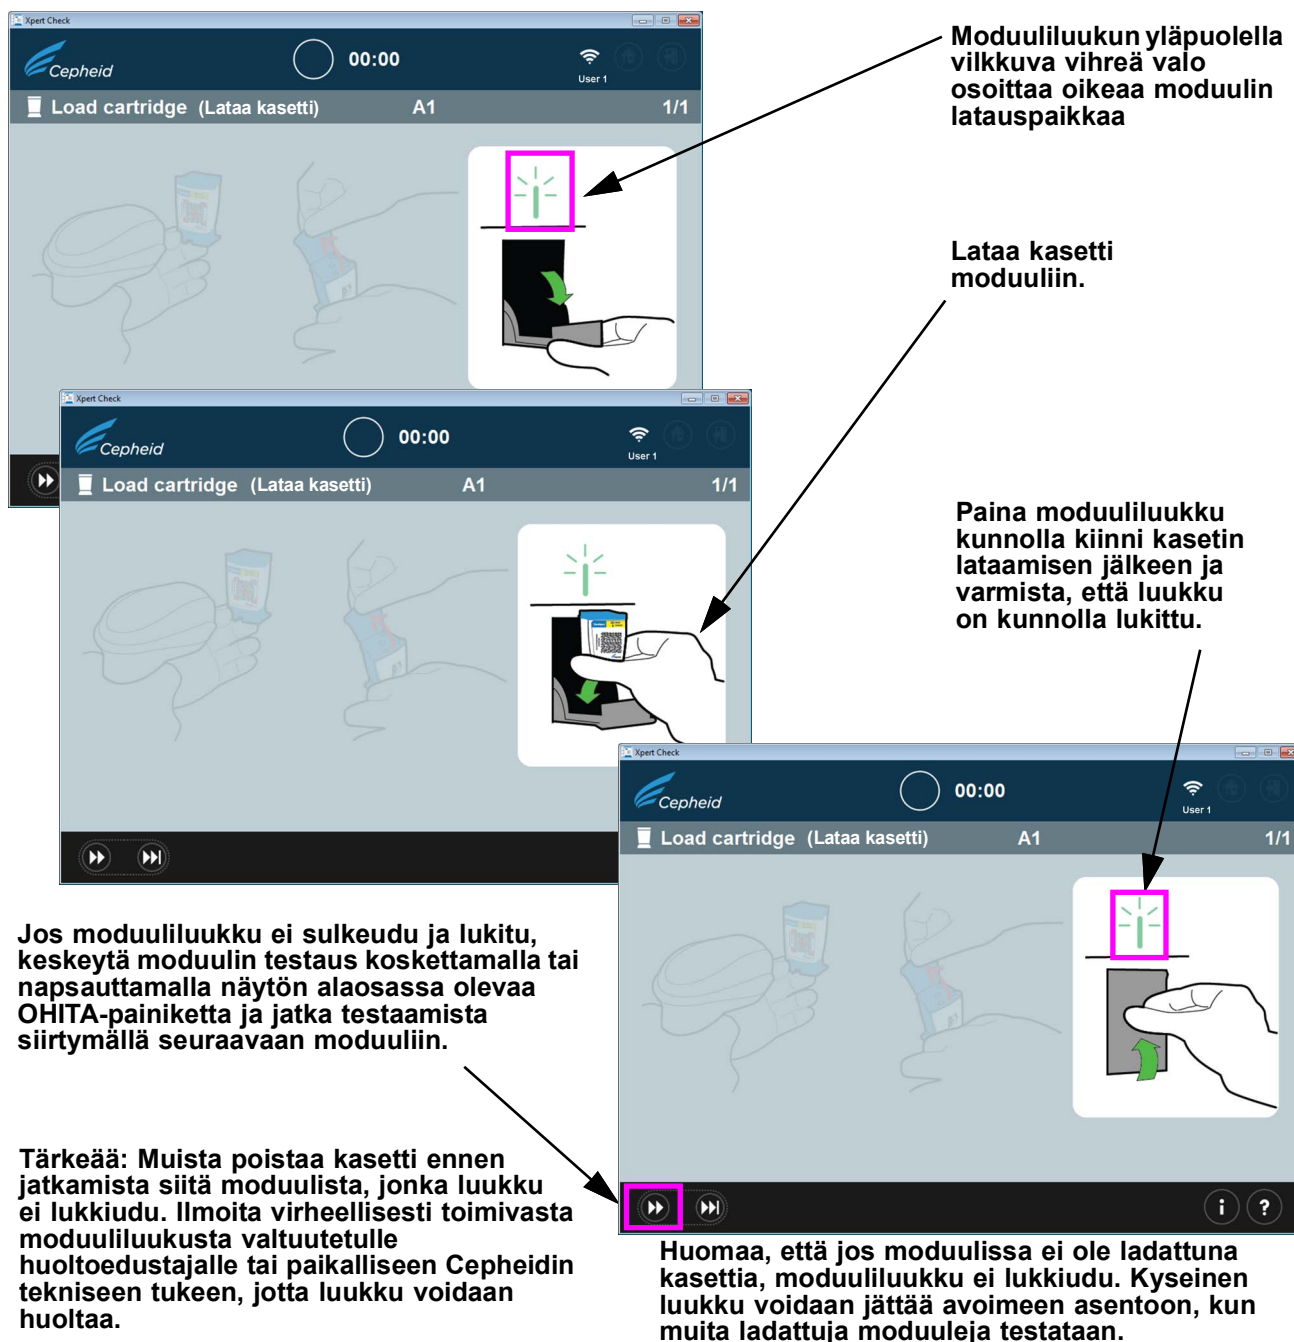 Xpert Check
Cepheid
00:00
User 1
Load cartridge (Lataa kasetti) A1 1/1
Moduuliluukun yläpuolella
vilkkuva vihreä valo
osoittaa oikeaa moduulin
latauspaikkaa
Lataa kasetti
moduuliin.
Xpert Check
Cepheid
00:00
User 1
Load cartridge (Lataa kasetti) A1 1/1
Paina moduuliluukku
kunnolla kiinni kasetin
lataamisen jälkeen ja
varmista, että luukku
on kunnolla lukittu.
Xpert Check
Cepheid
00:00
User 1
Load cartridge (Lataa kasetti) A1 1/1
Jos moduuliluukku ei sulkeudu ja lukitu,
keskeytä moduulin testaus koskettamalla tai
napsauttamalla näytön alaosassa olevaa
OHITA-painiketta ja jatka testaamista
siirtymällä seuraavaan moduuliin.
Tärkeää: Muista poistaa kasetti ennen
jatkamista siitä moduulista, jonka luukku
ei lukkiudu. Ilmoita virheellisesti toimivasta
moduuliluukusta valtuutetulle
huoltoedustajalle tai paikalliseen Cepheidin
tekniseen tukeen, jotta luukku voidaan
huoltaa.
i ?
Huomaa, että jos moduulissa ei ole ladattuna
kasettia, moduuliluukku ei lukkiudu. Kyseinen
luukku voidaan jättää avoimeen asentoon, kun
muita ladattuja moduuleja testataan.